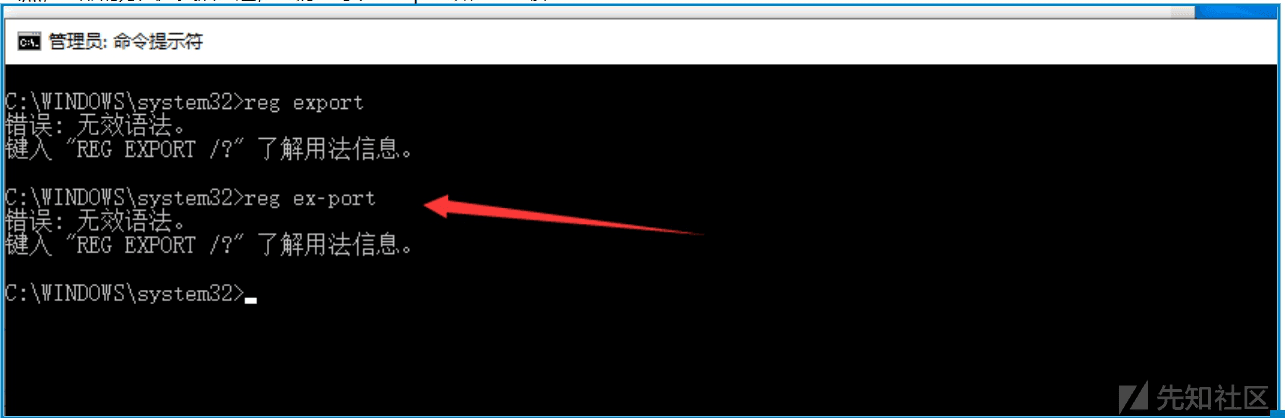 管理员: 命令提示符
C:\WINDOWS\system32>reg export
错误: 无效语法。
键入 "REG EXPORT /?" 了解用法信息。
C:\WINDOWS\system32>reg ex-port
错误: 无效语法。
键入 "REG EXPORT /?" 了解用法信息。
C:\WINDOWS\system32>
先知社区